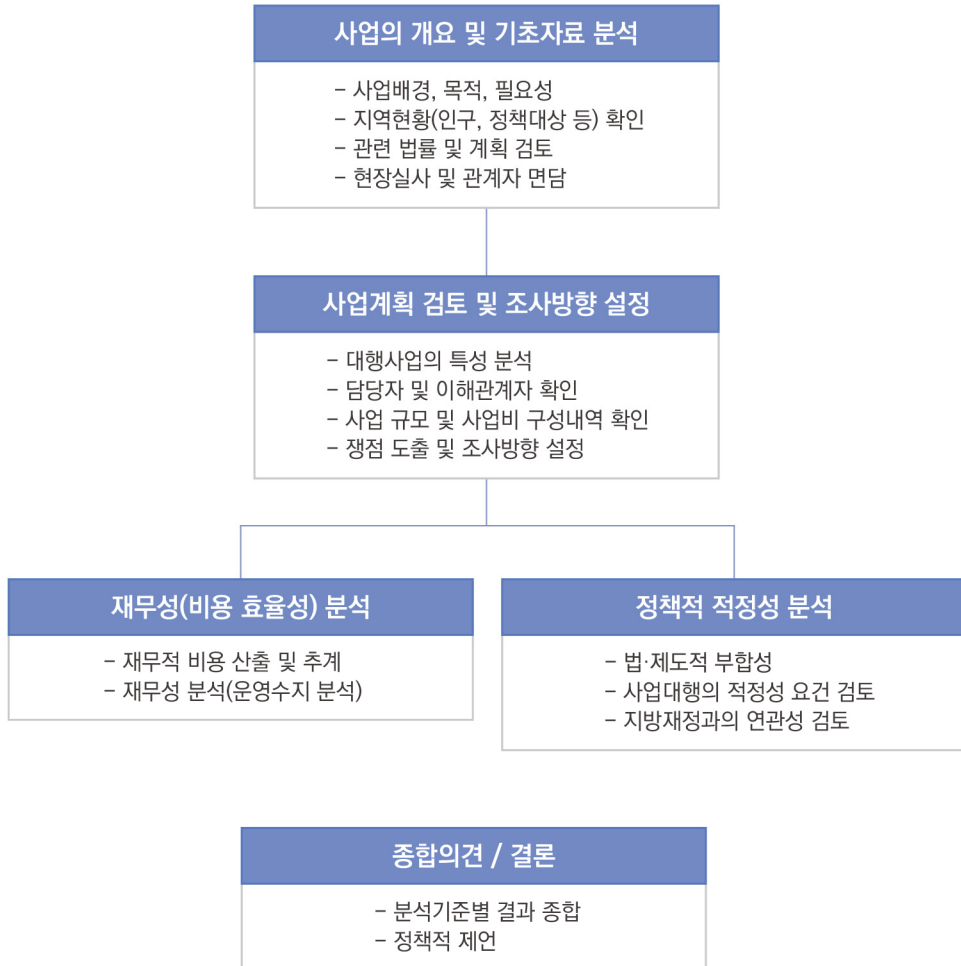 사업의 개요 및 기초자료 분석
– 사업배경, 목적, 필요성
– 지역현황(인구, 정책대상 등) 확인
– 관련 법률 및 계획 검토
– 현장실사 및 관계자 면담
사업계획 검토 및 조사방향 설정
– 대행사업의 특성 분석
– 담당자 및 이해관계자 확인
– 사업 규모 및 사업비 구성내역 확인
– 쟁점 도출 및 조사방향 설정
재무성(비용 효율성) 분석
– 재무적 비용 산출 및 추계
– 재무성 분석(운영수지 분석)
정책적 적정성 분석
– 법·제도적 부합성
– 사업대행의 적정성 요건 검토
– 지방재정과의 연관성 검토
종합의견 / 결론
– 분석기준별 결과 종합
– 정책적 제언